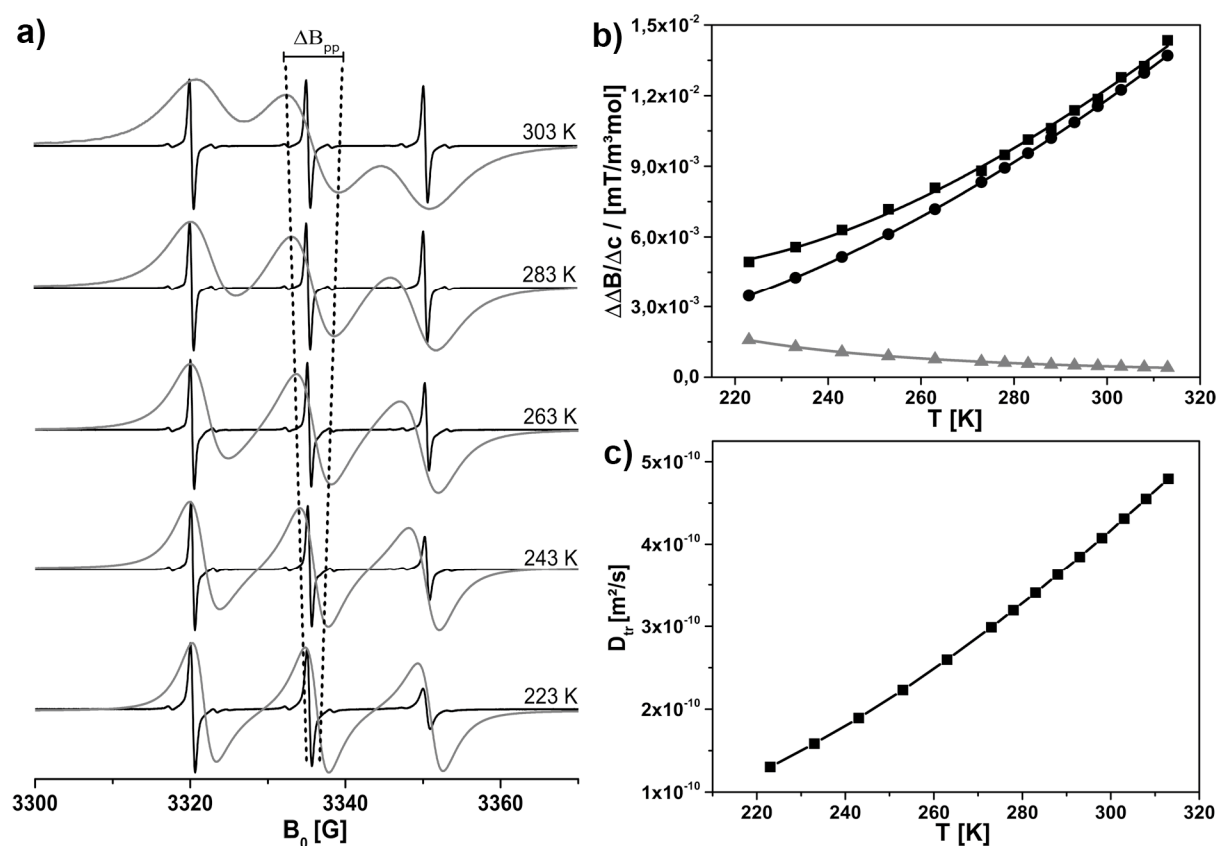 a)
ΔB_pp
303 K
283 K
263 K
243 K
223 K
3300 3320 3340 3360
B_0 [G]
b)
1,5x10^-2
1,2x10^-2
9,0x10^-3
6,0x10^-3
3,0x10^-3
0,0
ΔΔB/Δc / [mT/m³mol]
220 240 260 280 300 320
T [K]
c)
5x10^-10
4x10^-10
3x10^-10
2x10^-10
1x10^-10
D_tr [m²/s]
220 240 260 280 300 320
T [K]